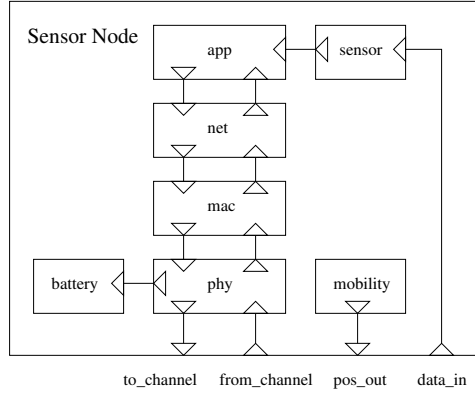 Sensor Node
app
sensor
net
mac
battery
phy
mobility
to_channel from_channel pos_out data_in